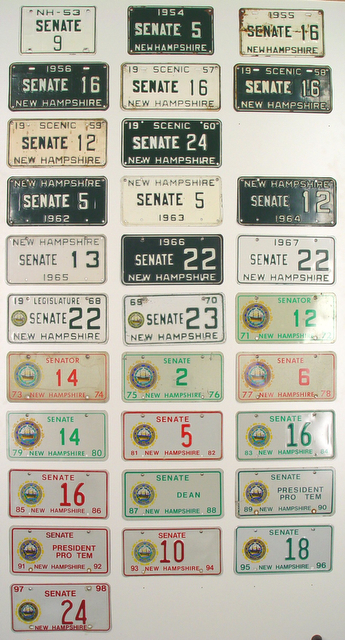 NH-53
SENATE
9
1954
SENATE 5
NEW HAMPSHIRE
1955
SENATE 16
NEW HAMPSHIRE
1956
SENATE 16
NEW HAMPSHIRE
19 SCENIC 57
SENATE 16
NEW HAMPSHIRE
19 SCENIC 58
SENATE 16
NEW HAMPSHIRE
19 SCENIC 59
SENATE 12
NEW HAMPSHIRE
19 SCENIC 60
SENATE 24
NEW HAMPSHIRE
NEW HAMPSHIRE
SENATE 5
1962
NEW HAMPSHIRE
SENATE 5
1963
NEW HAMPSHIRE
SENATE 12
1964
NEW HAMPSHIRE
SENATE 13
1965
1966
SENATE 22
NEW HAMPSHIRE
1967
SENATE 22
NEW HAMPSHIRE
19 LEGISLATURE 68
SENATE 22
NEW HAMPSHIRE
69 70
SENATE 23
NEW HAMPSHIRE
SENATOR
12
71 NEW HAMPSHIRE
SENATOR
14
73 NEW HAMPSHIRE 74
SENATE
2
75 NEW HAMPSHIRE 76
SENATE
6
77 NEW HAMPSHIRE 78
SENATE
14
79 NEW HAMPSHIRE 80
SENATE
5
81 NEW HAMPSHIRE 82
SENATE
16
83 NEW HAMPSHIRE 84
SENATE
16
85 NEW HAMPSHIRE 86
SENATE
DEAN
87 NEW HAMPSHIRE 88
SENATE
PRESIDENT
PRO TEM
89 NEW HAMPSHIRE 90
SENATE
PRESIDENT
PRO TEM
91 NEW HAMPSHIRE 92
SENATE
10
93 NEW HAMPSHIRE 94
SENATE
18
95 NEW HAMPSHIRE 96
97 98
SENATE
24
NEW HAMPSHIRE